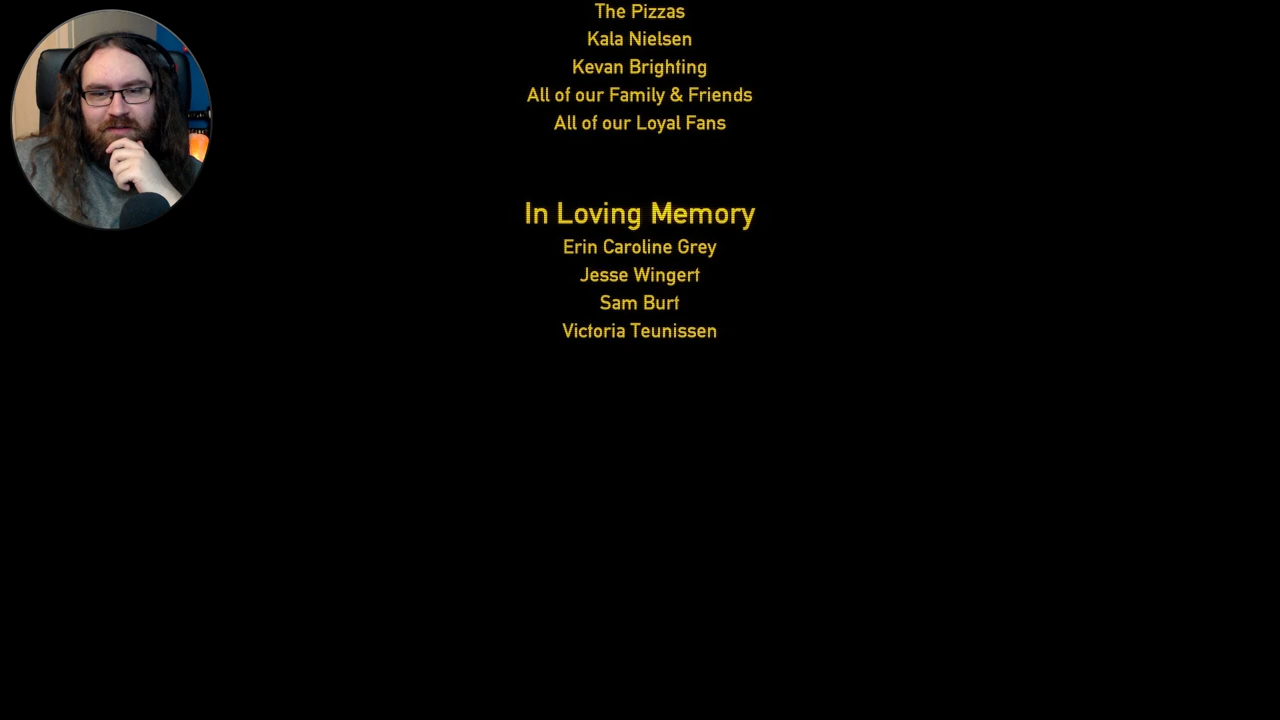 The Pizzas
Kala Nielsen
Kevan Brighting
All of our Family & Friends
All of our Loyal Fans
In Loving Memory
Erin Caroline Grey
Jesse Wingert
Sam Burt
Victoria Teunissen